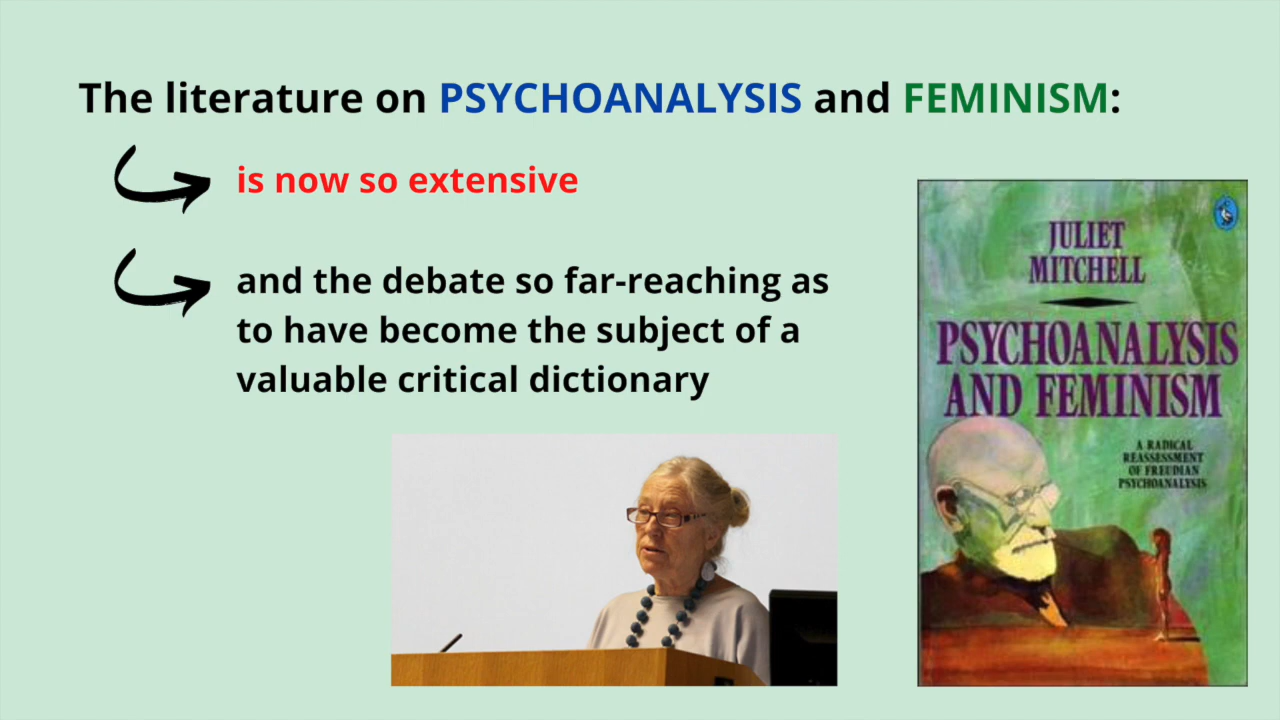 The literature on PSYCHOANALYSIS and FEMINISM:
is now so extensive
and the debate so far-reaching as
to have become the subject of a
valuable critical dictionary
JULIET
MITCHELL
PSYCHOANALYSIS
AND FEMINISM
A RADICAL
REASSESSMENT
OF FREUDIAN
PSYCHOANALYSIS